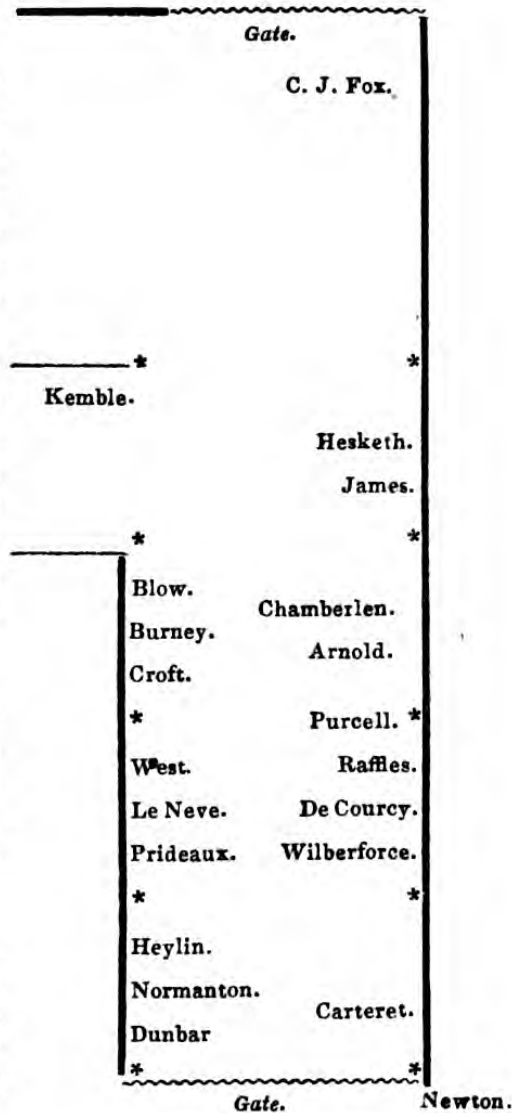 Gate.
C. J. Fox.
* *
Kemble.
Hesketh.
James.
* *
Blow.
Chamberlen.
Burney.
Arnold.
Croft.
* Purcell. *
West. Raffles.
Le Neve. De Courcy.
Prideaux. Wilberforce.
* *
Heylin.
Normanton.
Carteret.
Dunbar
* *
Gate. Newton.